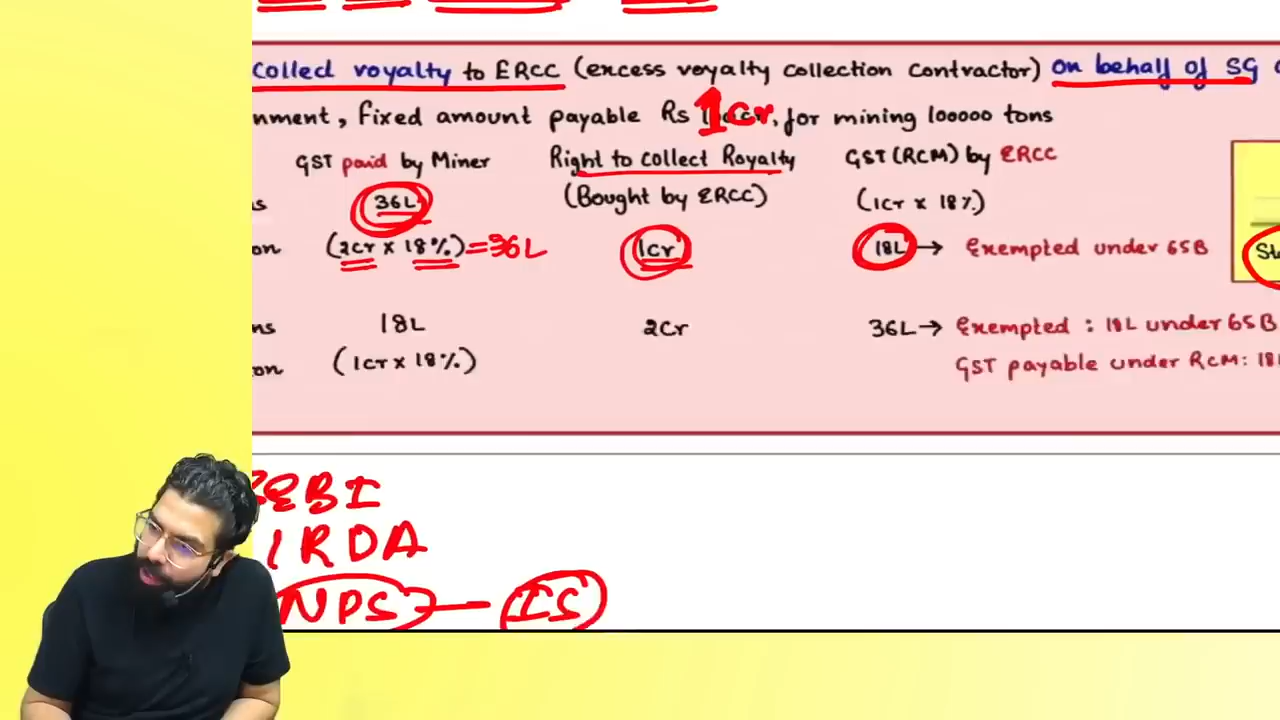 Collected royalty to ERCC (excess royalty collection contractor) on behalf of SG
nment, fixed amount payable Rs 1cr, for mining 100000 tons
GST paid by Miner Right to collect Royalty GST (RCM) by ERCC
s 36L (Bought by ERCC) (1cr x 18%)
on (2cr x 18%) = 36L 1cr 18L → Exempted under 65B
ns 18L 2Cr 36L → Exempted : 18L under 65B
on (1cr x 18%) GST payable under RCM: 18L
SEBI
IRDA
NPS — IS